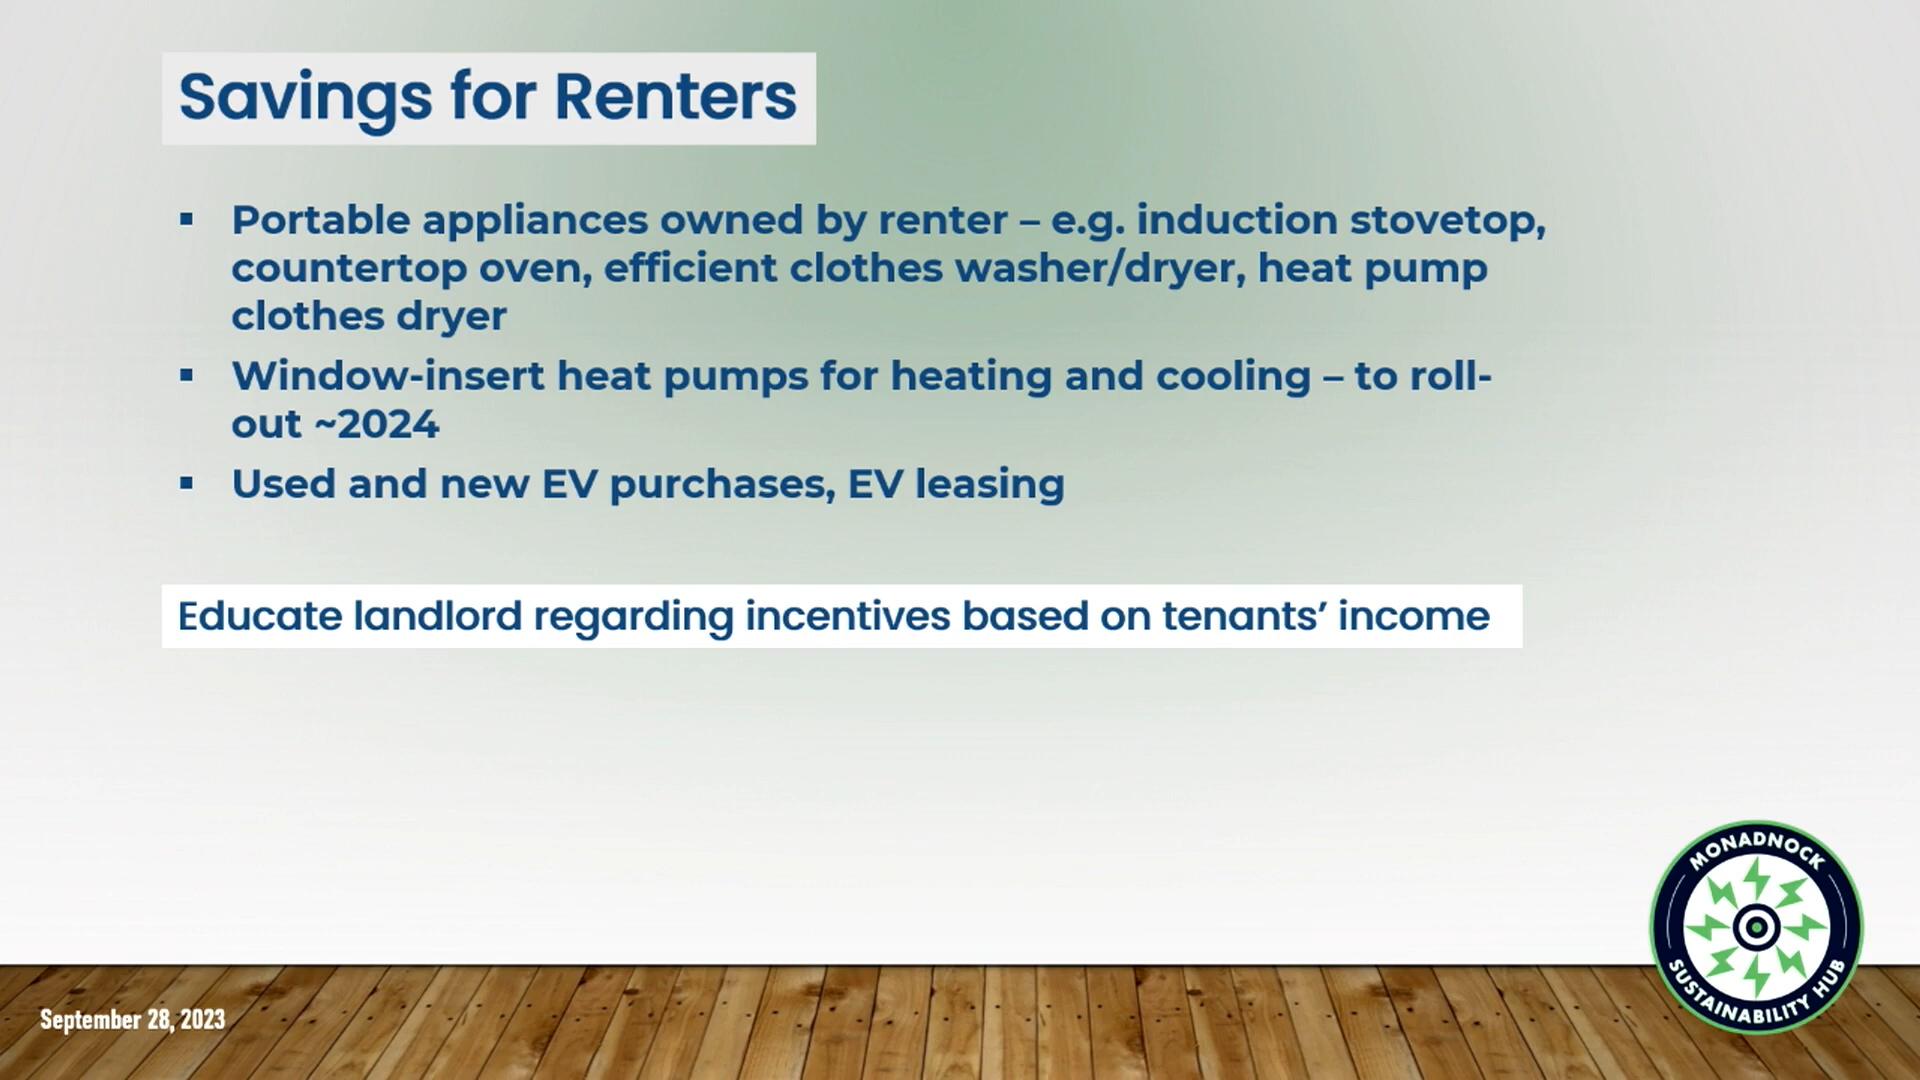 Savings for Renters
▪ Portable appliances owned by renter – e.g. induction stovetop,
countertop oven, efficient clothes washer/dryer, heat pump
clothes dryer
▪ Window-insert heat pumps for heating and cooling – to roll-
out ~2024
▪ Used and new EV purchases, EV leasing
Educate landlord regarding incentives based on tenants’ income
MONADNOCK
SUSTAINABILITY HUB
September 28, 2023